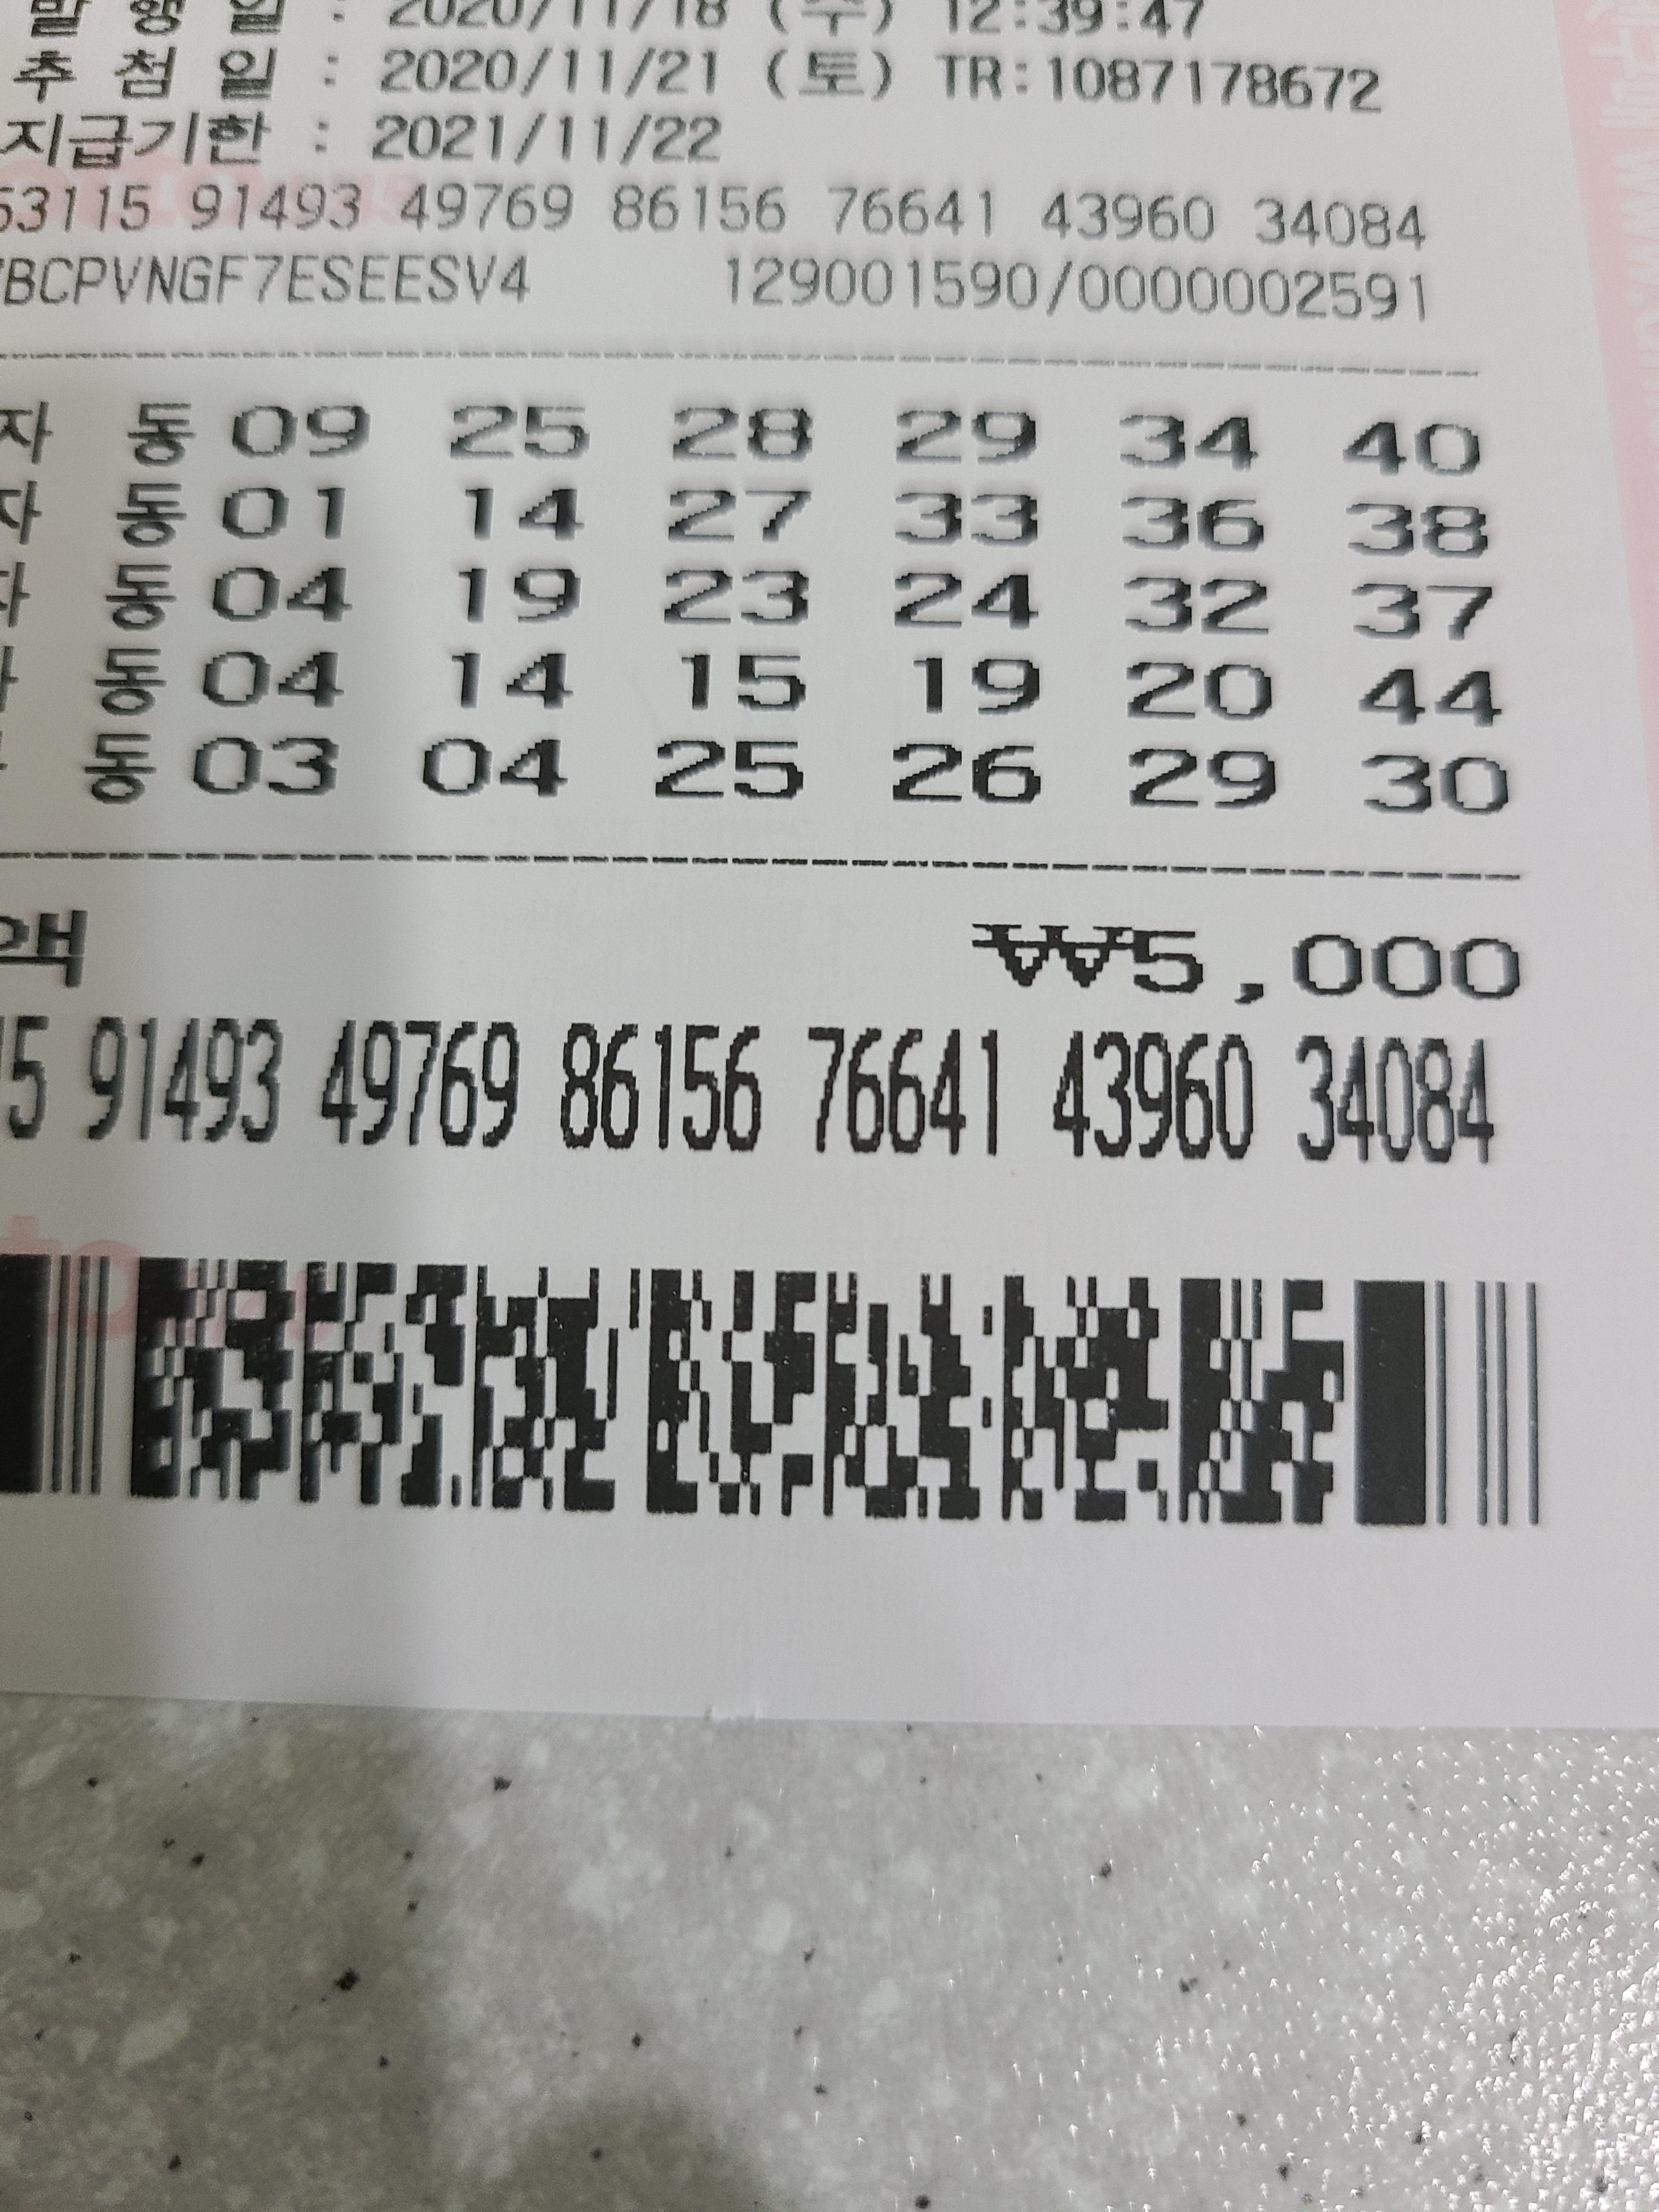 발 행 일 : 2020/11/18 (수) 12:39:47
추 첨 일 : 2020/11/21 (토) TR:1087178672
지급기한 : 2021/11/22
53115 91493 49769 86156 76641 43960 34084
BCPVNGF7ESEESV4 129001590/0000002591
자 동 09 25 28 29 34 40
자 동 01 14 27 33 36 38
자 동 04 19 23 24 32 37
동 04 14 15 19 20 44
동 03 04 25 26 29 30
액 ₩5,000
15 91493 49769 86156 76641 43960 34084